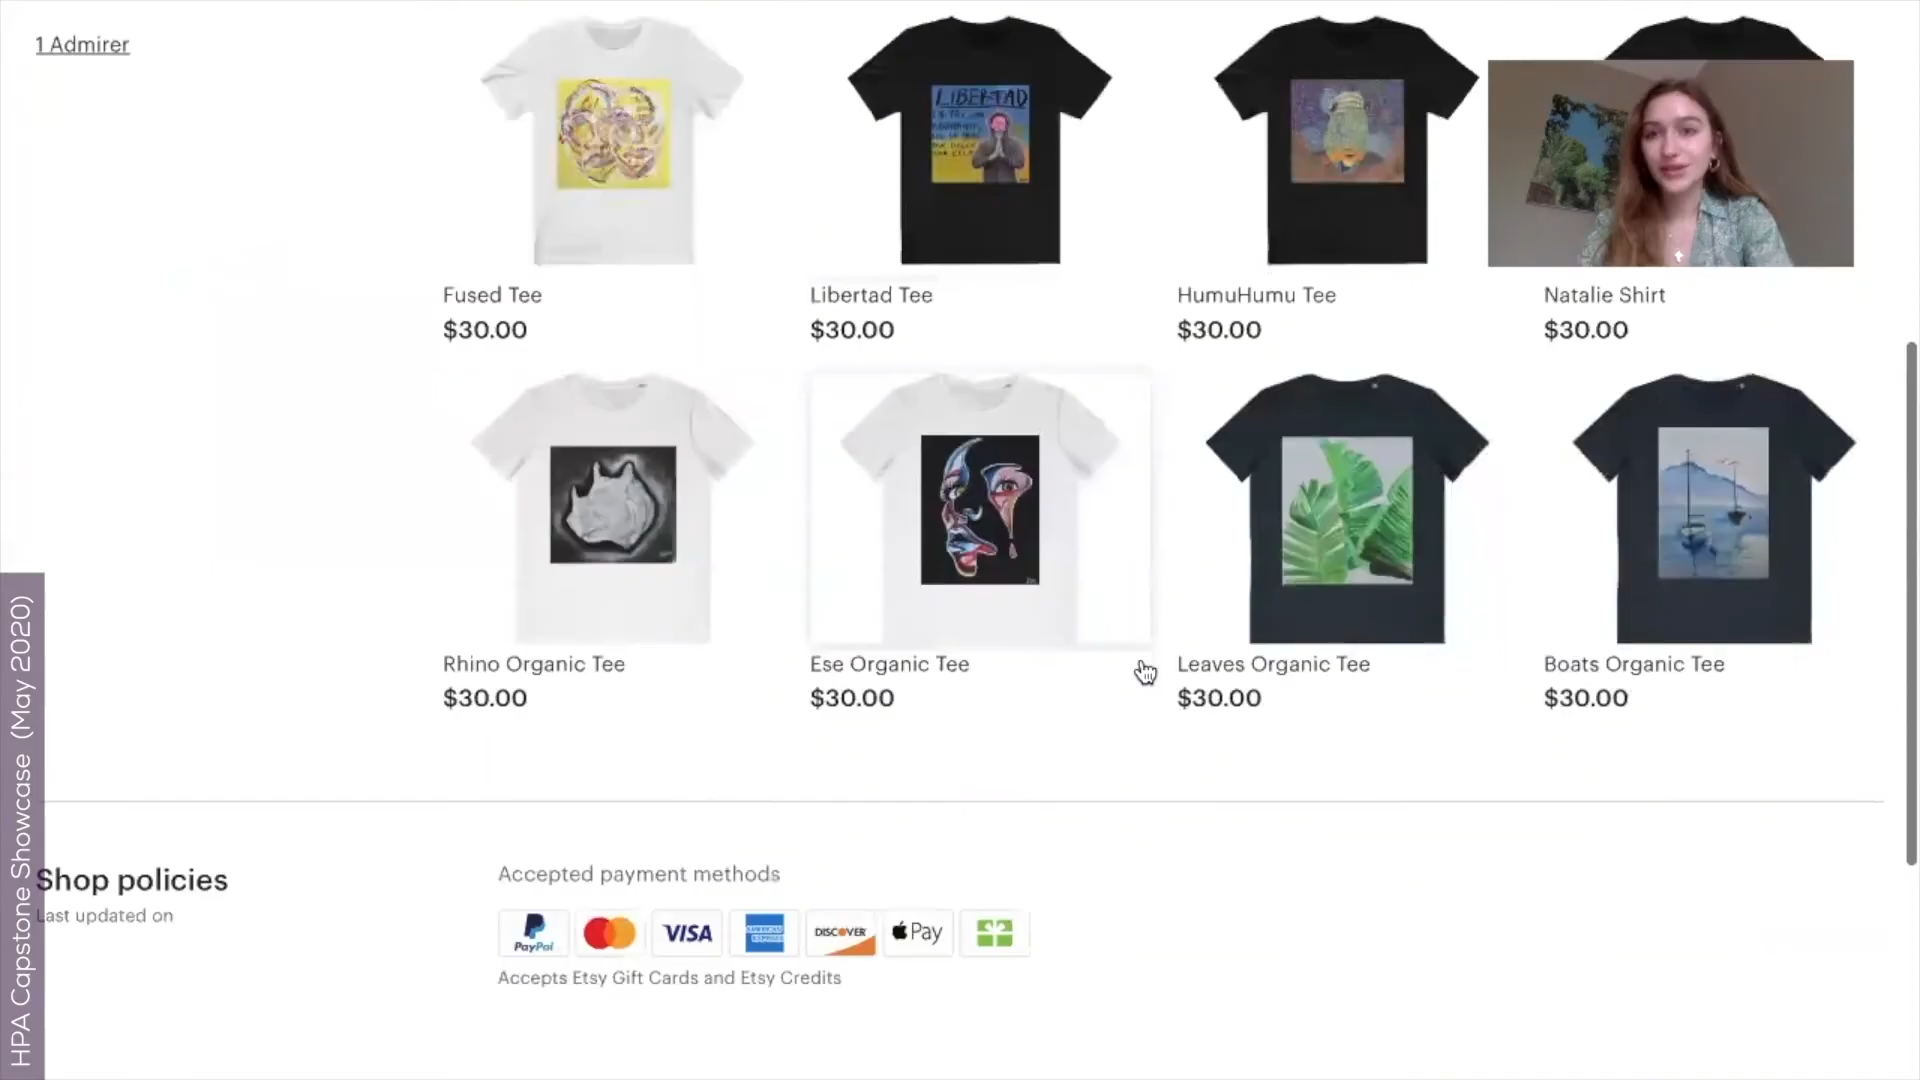 1 Admirer
LIBERTAD
Fused Tee
$30.00
Libertad Tee
$30.00
HumuHumu Tee
$30.00
Natalie Shirt
$30.00
Rhino Organic Tee
$30.00
Ese Organic Tee
$30.00
Leaves Organic Tee
$30.00
Boats Organic Tee
$30.00
Shop policies
Last updated on
Accepted payment methods
PayPal
VISA
AMERICAN EXPRESS
DISCOVER
Pay
Accepts Etsy Gift Cards and Etsy Credits
HPA Capstone Showcase (May 2020)